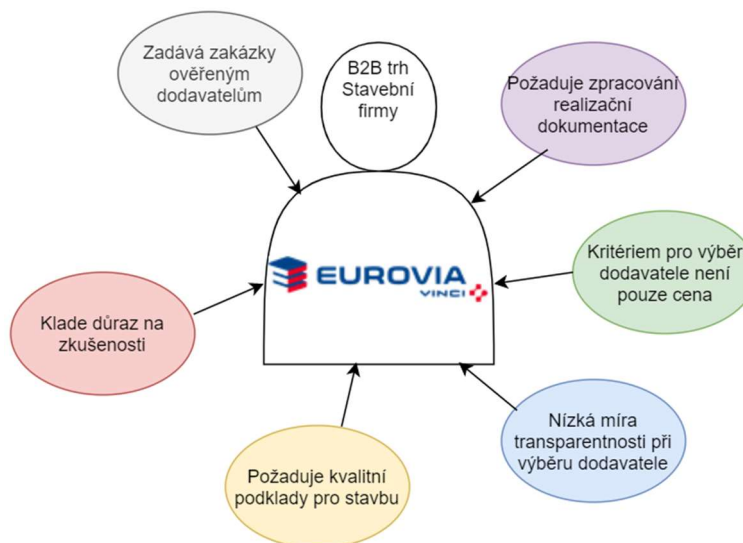 Zadává zakázky
ověřeným
dodavatelům
B2B trh
Stavební
firmy
Požaduje zpracování
realizační
dokumentace
EUROVIA
VINCI
Kritériem pro výběr
dodavatele není
pouze cena
Klade důraz na
zkušenosti
Nízká míra
transparentnosti při
výběru dodavatele
Požaduje kvalitní
podklady pro stavbu